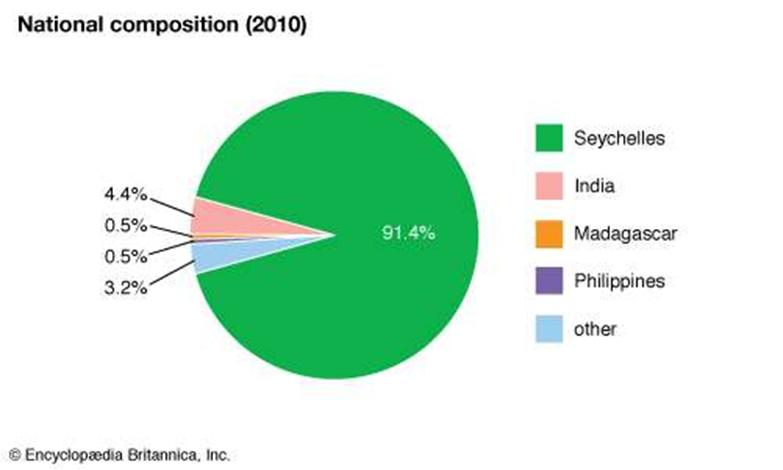 National composition (2010)
4.4%
0.5%
0.5%
3.2%
91.4%
Seychelles
India
Madagascar
Philippines
other
© Encyclopædia Britannica, Inc.